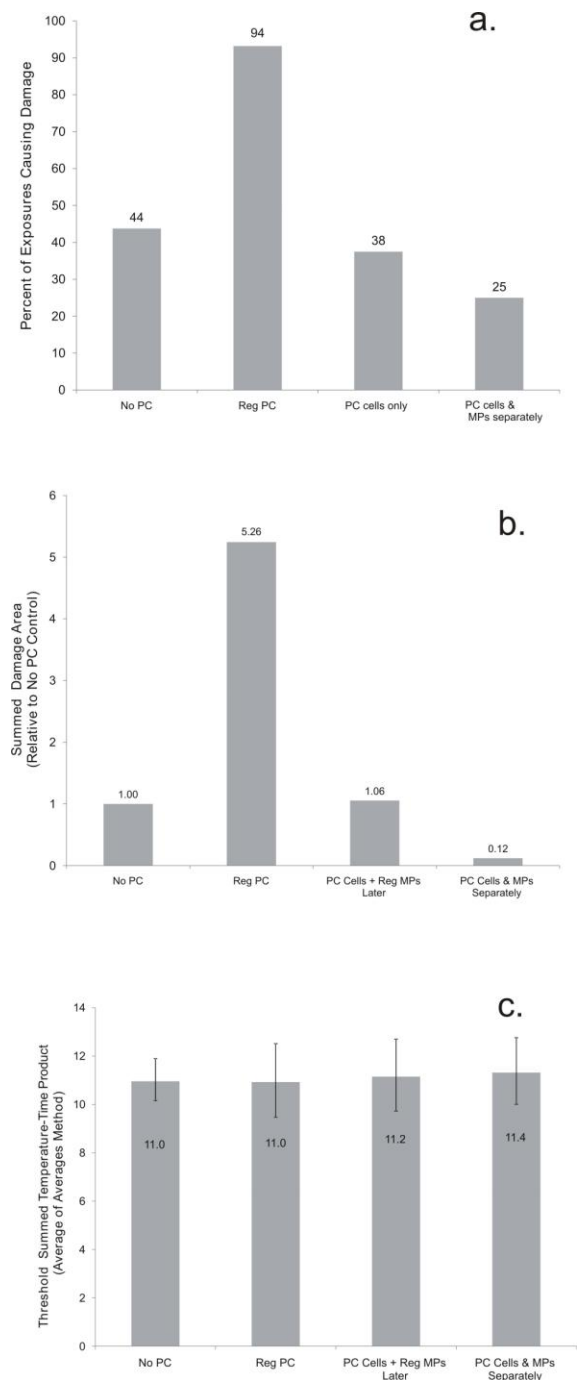 a.
Percent of Exposures Causing Damage
100
90
80
70
60
50
40
30
20
10
0
44
94
38
25
No PC
Reg PC
PC cells only
PC cells &
MPs separately
b.
Summed Damage Area
(Relative to No PC Control)
6
5
4
3
2
1
0
1.00
5.26
1.06
0.12
No PC
Reg PC
PC Cells + Reg MPs
Later
PC Cells & MPs
Separately
c.
Threshold Summed Temperature-Time Product
(Average of Averages Method)
14
12
10
8
6
4
2
0
11.0
11.0
11.2
11.4
No PC
Reg PC
PC Cells + Reg MPs
Later
PC Cells & MPs
Separately